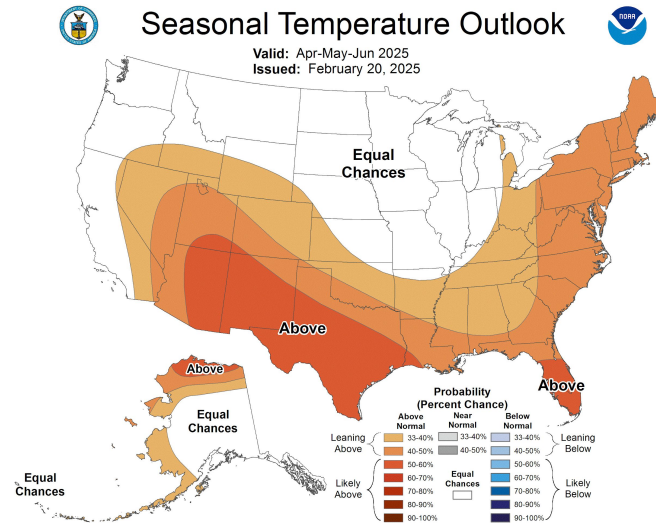 Seasonal Temperature Outlook
Valid: Apr-May-Jun 2025
Issued: February 20, 2025
NOAA
Equal
Chances
Above
Above
Above
Equal
Chances
Equal
Chances
Probability
(Percent Chance)
Above
Normal
Near
Normal
Below
Normal
Leaning
Above
33-40%
40-50%
Likely
Above
50-60%
60-70%
70-80%
80-90%
90-100%
33-40%
40-50%
Equal
Chances
33-40%
40-50%
Leaning
Below
50-60%
60-70%
70-80%
80-90%
90-100%
Likely
Below